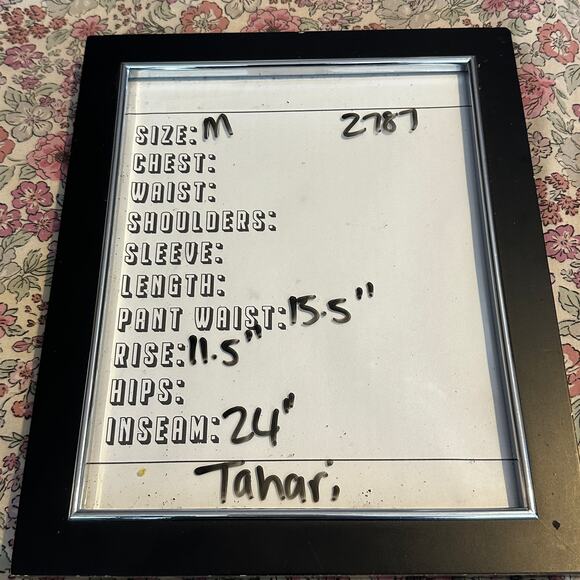 SIZE: M 2787
CHEST:
WAIST:
SHOULDERS:
SLEEVE:
LENGTH:
PANT WAIST: 15.5"
RISE: 11.5"
HIPS:
INSEAM: 24"
Tahari